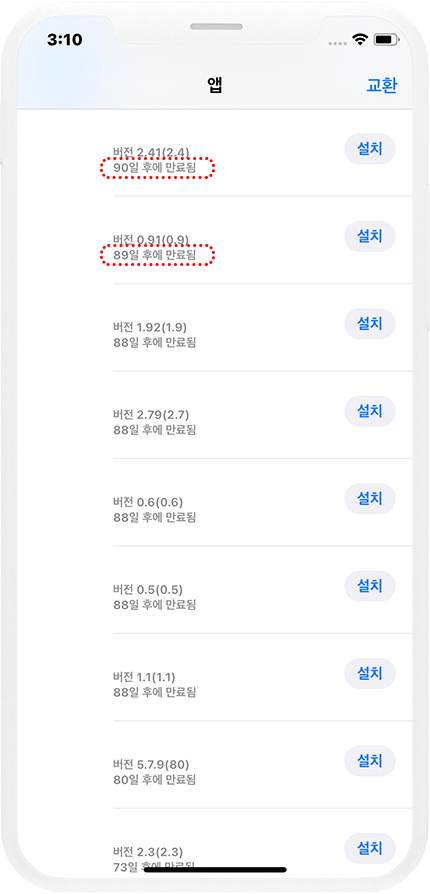 3:10
앱
교환
버전 2.41(2.4)
90일 후에 만료됨
설치
버전 0.91(0.9)
89일 후에 만료됨
설치
버전 1.92(1.9)
88일 후에 만료됨
설치
버전 2.79(2.7)
88일 후에 만료됨
설치
버전 0.6(0.6)
88일 후에 만료됨
설치
버전 0.5(0.5)
88일 후에 만료됨
설치
버전 1.1(1.1)
88일 후에 만료됨
설치
버전 5.7.9(80)
80일 후에 만료됨
설치
버전 2.3(2.3)
73일 후에 만료됨
설치